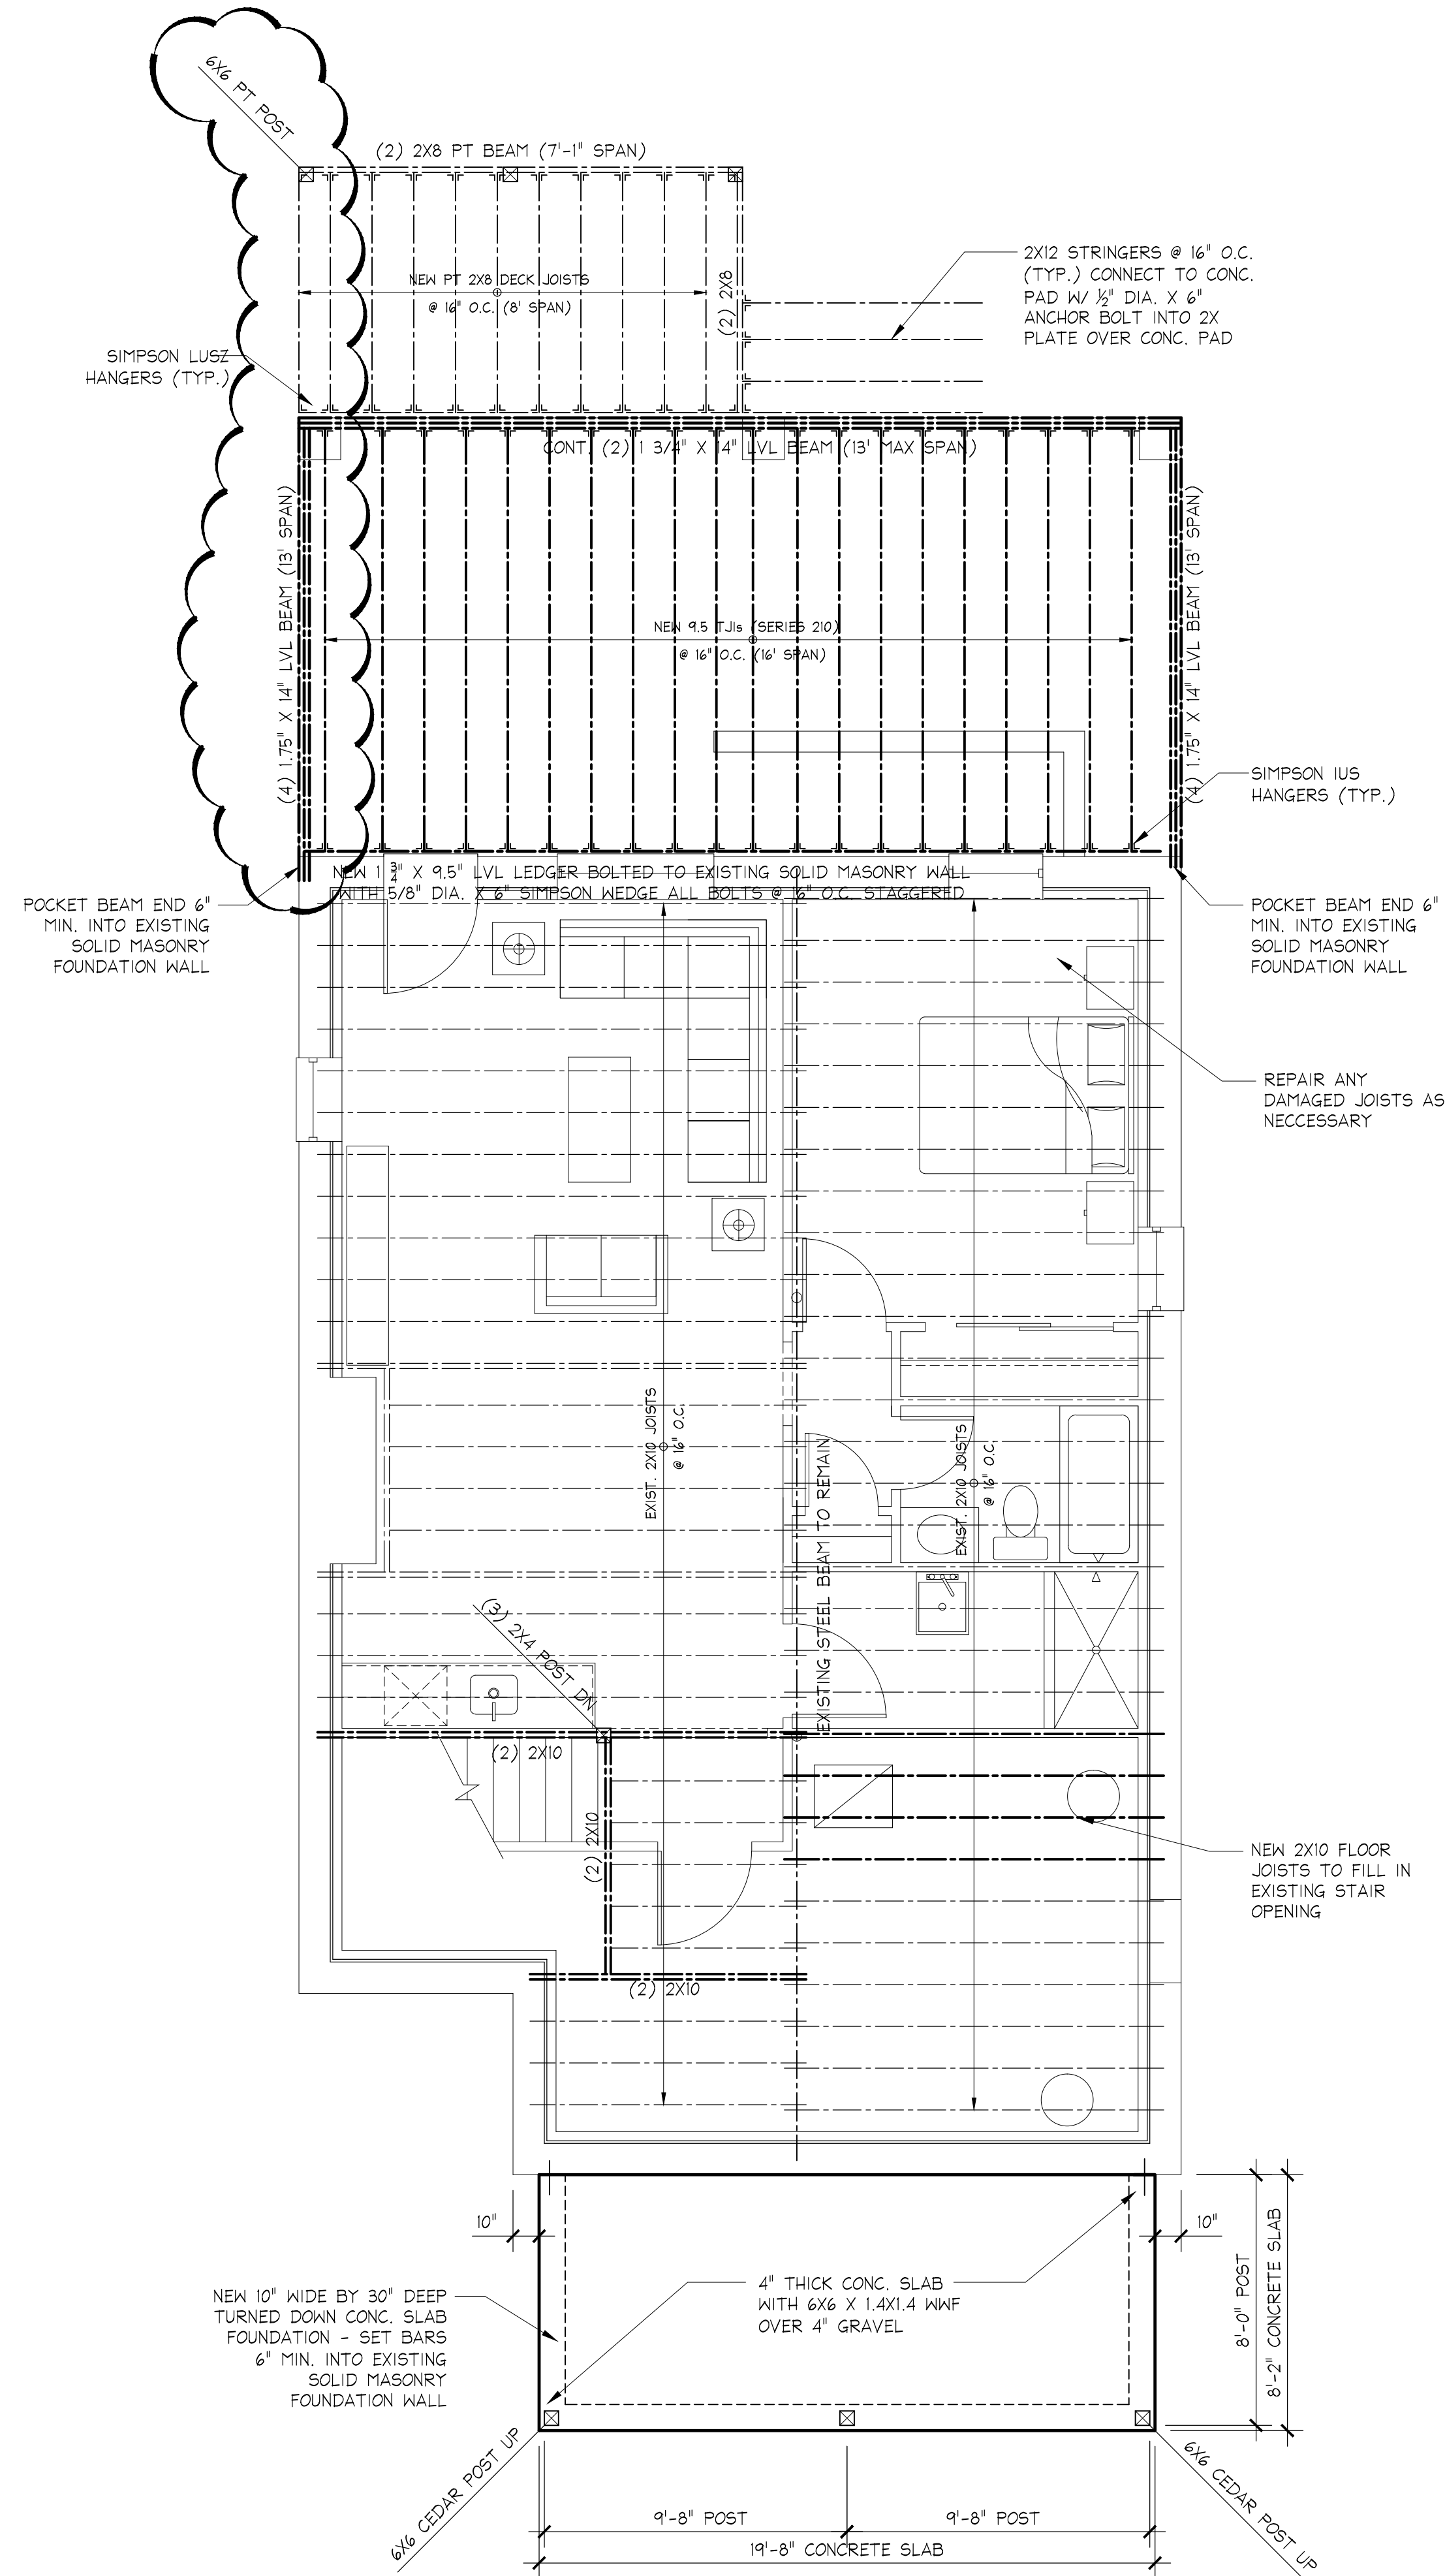 6X6 PT POST
(2) 2X8 PT BEAM (7'-1" SPAN)
2X12 STRINGERS @ 16" O.C.
(TYP.) CONNECT TO CONC.
PAD W/ ½" DIA. X 6"
ANCHOR BOLT INTO 2X
PLATE OVER CONC. PAD
NEW PT 2X8 DECK JOISTS
@ 16" O.C. (8' SPAN)
(2) 2X8
SIMPSON LUSZ
HANGERS (TYP.)
CONT. (2) 1 3/4" X 14" LVL BEAM (13' MAX SPAN)
(4) 1.75" X 14" LVL BEAM (13' SPAN)
(4) 1.75" X 14" LVL BEAM (13' SPAN)
NEW 9.5 TJIs (SERIES 210)
@ 16" O.C. (16' SPAN)
SIMPSON IUS
HANGERS (TYP.)
NEW 1 3/4" X 9.5" LVL LEDGER BOLTED TO EXISTING SOLID MASONRY WALL
WITH 5/8" DIA. X 6" SIMPSON WEDGE ALL BOLTS @ 16" O.C. STAGGERED
POCKET BEAM END 6"
MIN. INTO EXISTING
SOLID MASONRY
FOUNDATION WALL
POCKET BEAM END 6"
MIN. INTO EXISTING
SOLID MASONRY
FOUNDATION WALL
REPAIR ANY
DAMAGED JOISTS AS
NECCESSARY
EXIST. 2X10 JOISTS
@ 16" O.C.
EXIST. 2X10 JOISTS
@ 16" O.C.
EXISTING STEEL BEAM TO REMAIN
(3) 2X4 POST DN
(2) 2X10
(2) 2X10
(2) 2X10
NEW 2X10 FLOOR
JOISTS TO FILL IN
EXISTING STAIR
OPENING
10"
10"
NEW 10" WIDE BY 30" DEEP
TURNED DOWN CONC. SLAB
FOUNDATION - SET BARS
6" MIN. INTO EXISTING
SOLID MASONRY
FOUNDATION WALL
4" THICK CONC. SLAB
WITH 6X6 X 1.4X1.4 WWF
OVER 4" GRAVEL
8'-0" POST
8'-2" CONCRETE SLAB
6X6 CEDAR POST UP
6X6 CEDAR POST UP
9'-8" POST
9'-8" POST
19'-8" CONCRETE SLAB